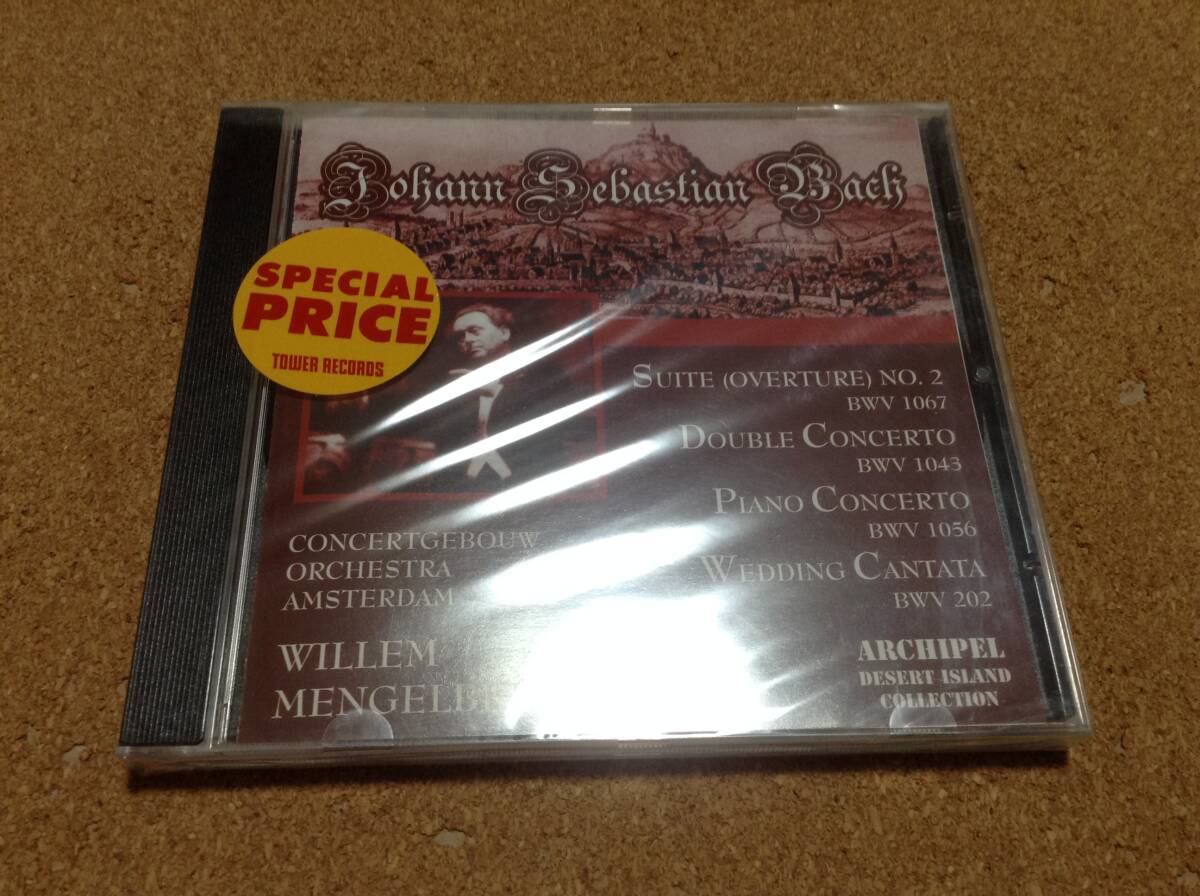 Johann Sebastian Bach
SPECIAL
PRICE
TOWER RECORDS
SUITE (OVERTURE) NO. 2
BWV 1067
DOUBLE CONCERTO
BWV 1043
PIANO CONCERTO
BWV 1056
WEDDING CANTATA
BWV 202
CONCERTGEBOUW
ORCHESTRA
AMSTERDAM
WILLEM
ARCHIPEL
DESERT ISLAND
COLLECTION